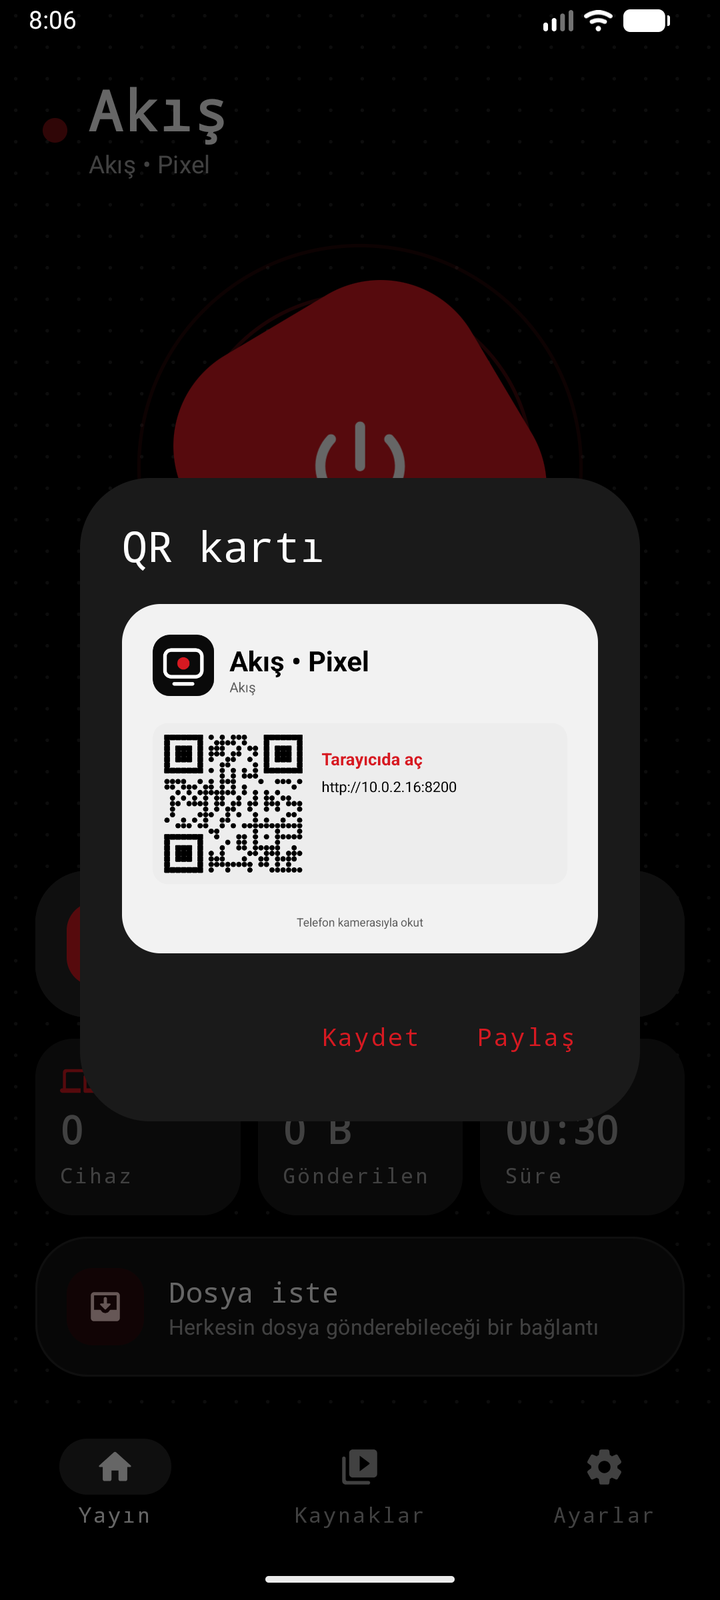 8:06
Akış
Akış • Pixel
QR kartı
Akış • Pixel
Akış
Tarayıcıda aç
http://10.0.2.16:8200
Telefon kamerasıyla okut
Kaydet Paylaş
0 0 B 00:30
Cihaz Gönderilen Süre
Dosya iste
Herkesin dosya gönderebileceği bir bağlantı
Yayın Kaynaklar Ayarlar